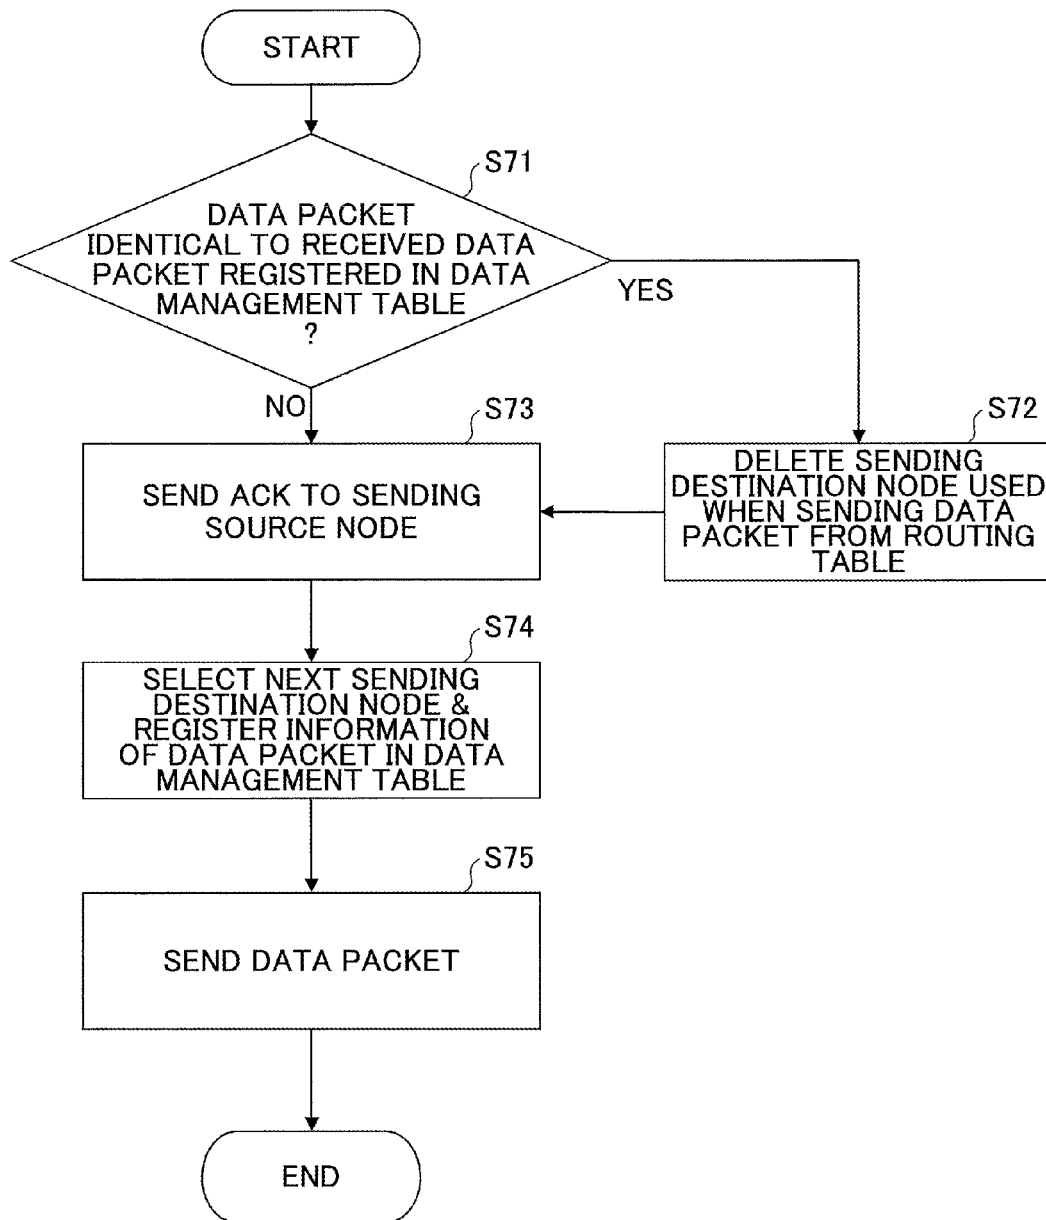 START
S71
DATA PACKET
IDENTICAL TO RECEIVED DATA
PACKET REGISTERED IN DATA
MANAGEMENT TABLE
?
YES
NO
S73
SEND ACK TO SENDING
SOURCE NODE
S72
DELETE SENDING
DESTINATION NODE USED
WHEN SENDING DATA
PACKET FROM ROUTING
TABLE
S74
SELECT NEXT SENDING
DESTINATION NODE &
REGISTER INFORMATION
OF DATA PACKET IN DATA
MANAGEMENT TABLE
S75
SEND DATA PACKET
END